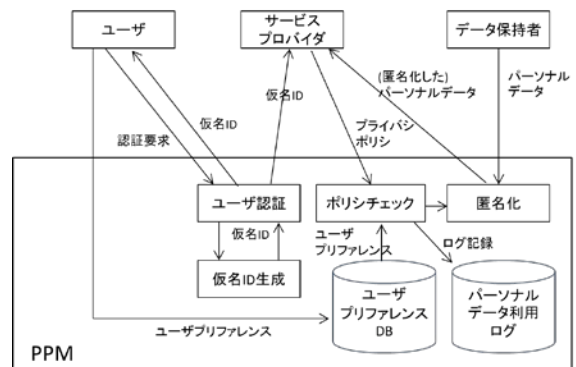 ユーザ
サービス
プロバイダ
データ保持者
(匿名化した)
パーソナルデータ
パーソナル
データ
仮名ID
仮名ID
認証要求
プライバシ
ポリシ
ユーザ認証
ポリシチェック
匿名化
仮名ID
ユーザ
プリファレンス
ログ記録
仮名ID生成
ユーザ
プリファレンス
DB
パーソナル
データ利用
ログ
ユーザプリファレンス
PPM